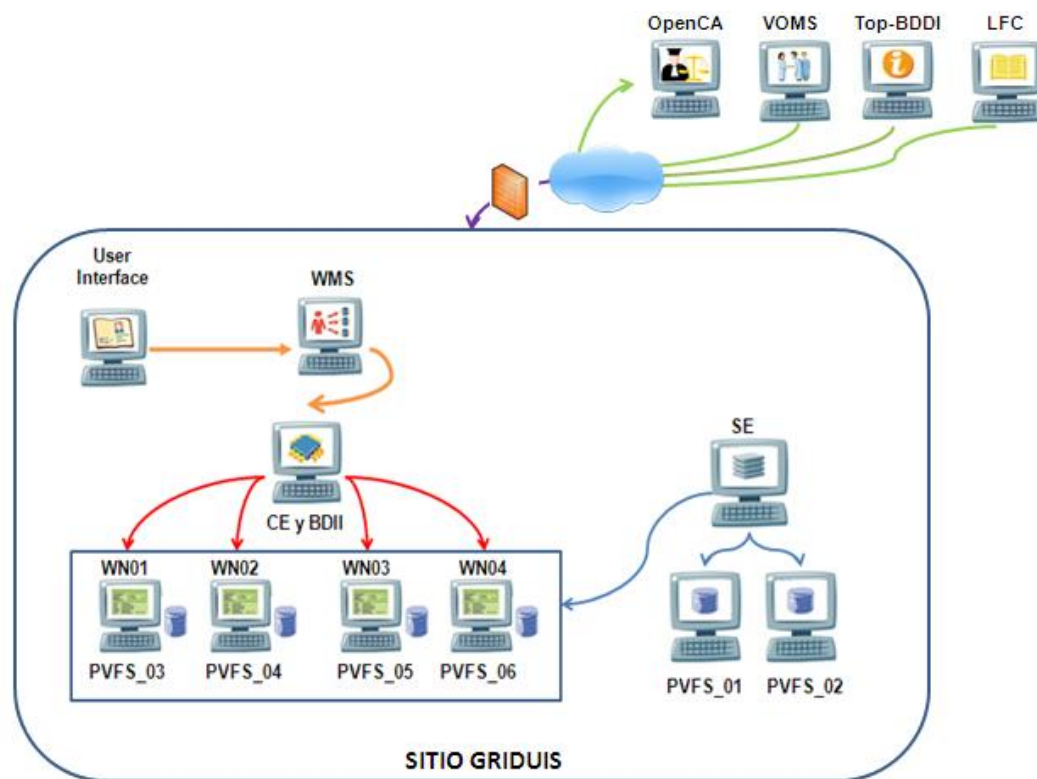 OpenCA VOMS Top-BDDI LFC
User
Interface
WMS
SE
CE y BDII
WN01 WN02 WN03 WN04
PVFS_03 PVFS_04 PVFS_05 PVFS_06
PVFS_01 PVFS_02
SITIO GRIDUIS